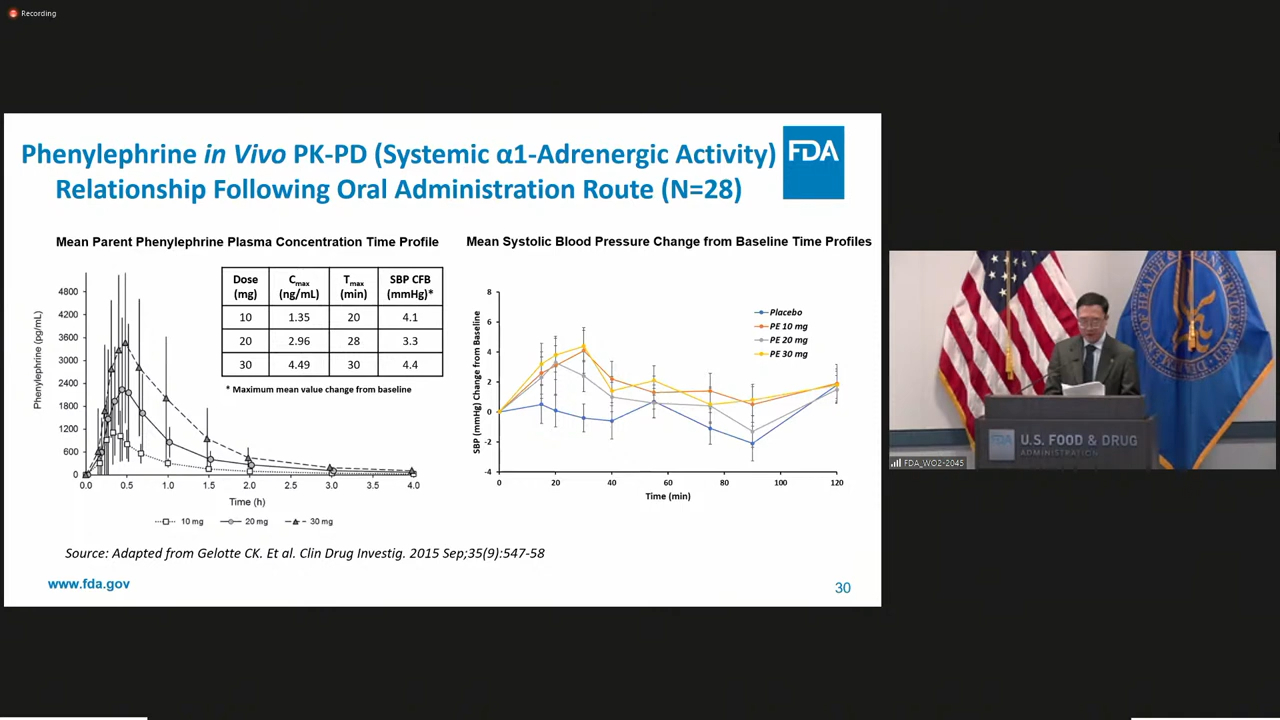 Recording
Phenylephrine in Vivo PK-PD (Systemic α1-Adrenergic Activity)
Relationship Following Oral Administration Route (N=28)
FDA
Mean Parent Phenylephrine Plasma Concentration Time Profile
Phenylephrine (pg/mL)
4800
4200
3600
3000
2400
1800
1200
600
0
0.0 0.5 1.0 1.5 2.0 2.5 3.0 3.5 4.0
Time (h)
10 mg 20 mg 30 mg
Dose (mg) Cmax (ng/mL) Tmax (min) SBP CFB (mmHg)*
10 1.35 20 4.1
20 2.96 28 3.3
30 4.49 30 4.4
* Maximum mean value change from baseline
Mean Systolic Blood Pressure Change from Baseline Time Profiles
SBP (mmHg) Change from Baseline
8
6
4
2
0
-2
-4
0 20 40 60 80 100 120
Time (min)
Placebo
PE 10 mg
PE 20 mg
PE 30 mg
Source: Adapted from Gelotte CK. Et al. Clin Drug Investig. 2015 Sep;35(9):547-58
www.fda.gov
30
FDA U.S. FOOD & DRUG
ADMINISTRATION
FDA_WO2-2045